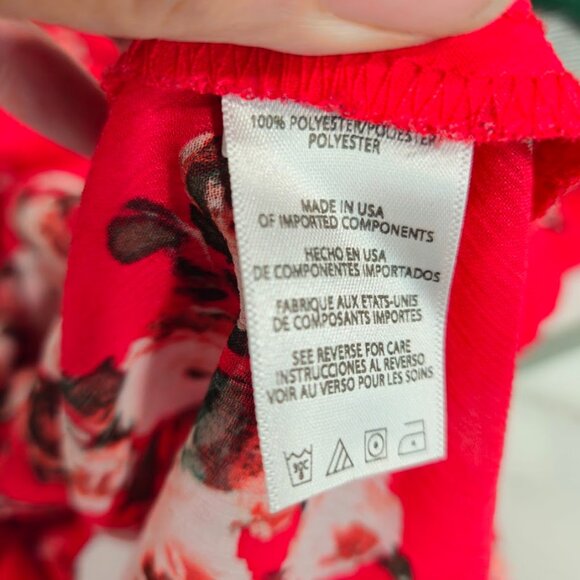 100% POLYESTER/POLIESTER
POLYESTER
MADE IN USA
OF IMPORTED COMPONENTS
HECHO EN USA
DE COMPONENTES IMPORTADOS
FABRIQUE AUX ETATS-UNIS
DE COMPOSANTS IMPORTES
SEE REVERSE FOR CARE
INSTRUCCIONES AL REVERSO
VOIR AU VERSO POUR LES SOINS